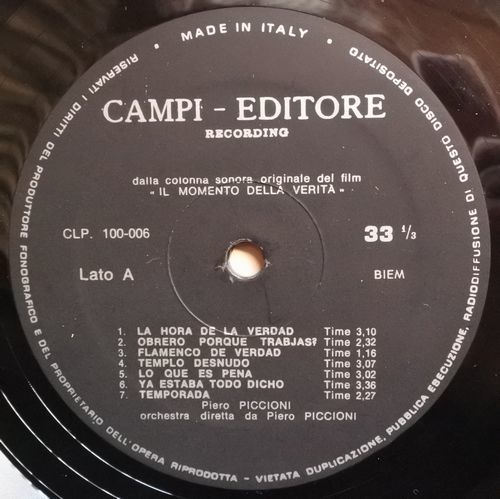 • MADE IN ITALY •
RISERVATI I DIRITTI DEL PRODUTTORE FONOGRAFICO E DEL PROPRIETARIO DELL'OPERA RIPRODOTTA - VIETATA DUPLICAZIONE, PUBBLICA ESECUZIONE, RADIODIFFUSIONE DI QUESTO DISCO DEPOSITATO
CAMPI - EDITORE
RECORDING
dalla colonna sonora originale del film
"IL MOMENTO DELLA VERITÀ"
CLP. 100-006
33 1/3
Lato A
BIEM
1. LA HORA DE LA VERDAD Time 3,10
2. OBRERO PORQUE TRABJAS? Time 2,32
3. FLAMENCO DE VERDAD Time 1,16
4. TEMPLO DESNUDO Time 3,07
5. LO QUE ES PENA Time 3,02
6. YA ESTABA TODO DICHO Time 3,36
7. TEMPORADA Time 2,27
Piero PICCIONI
orchestra diretta da Piero PICCIONI